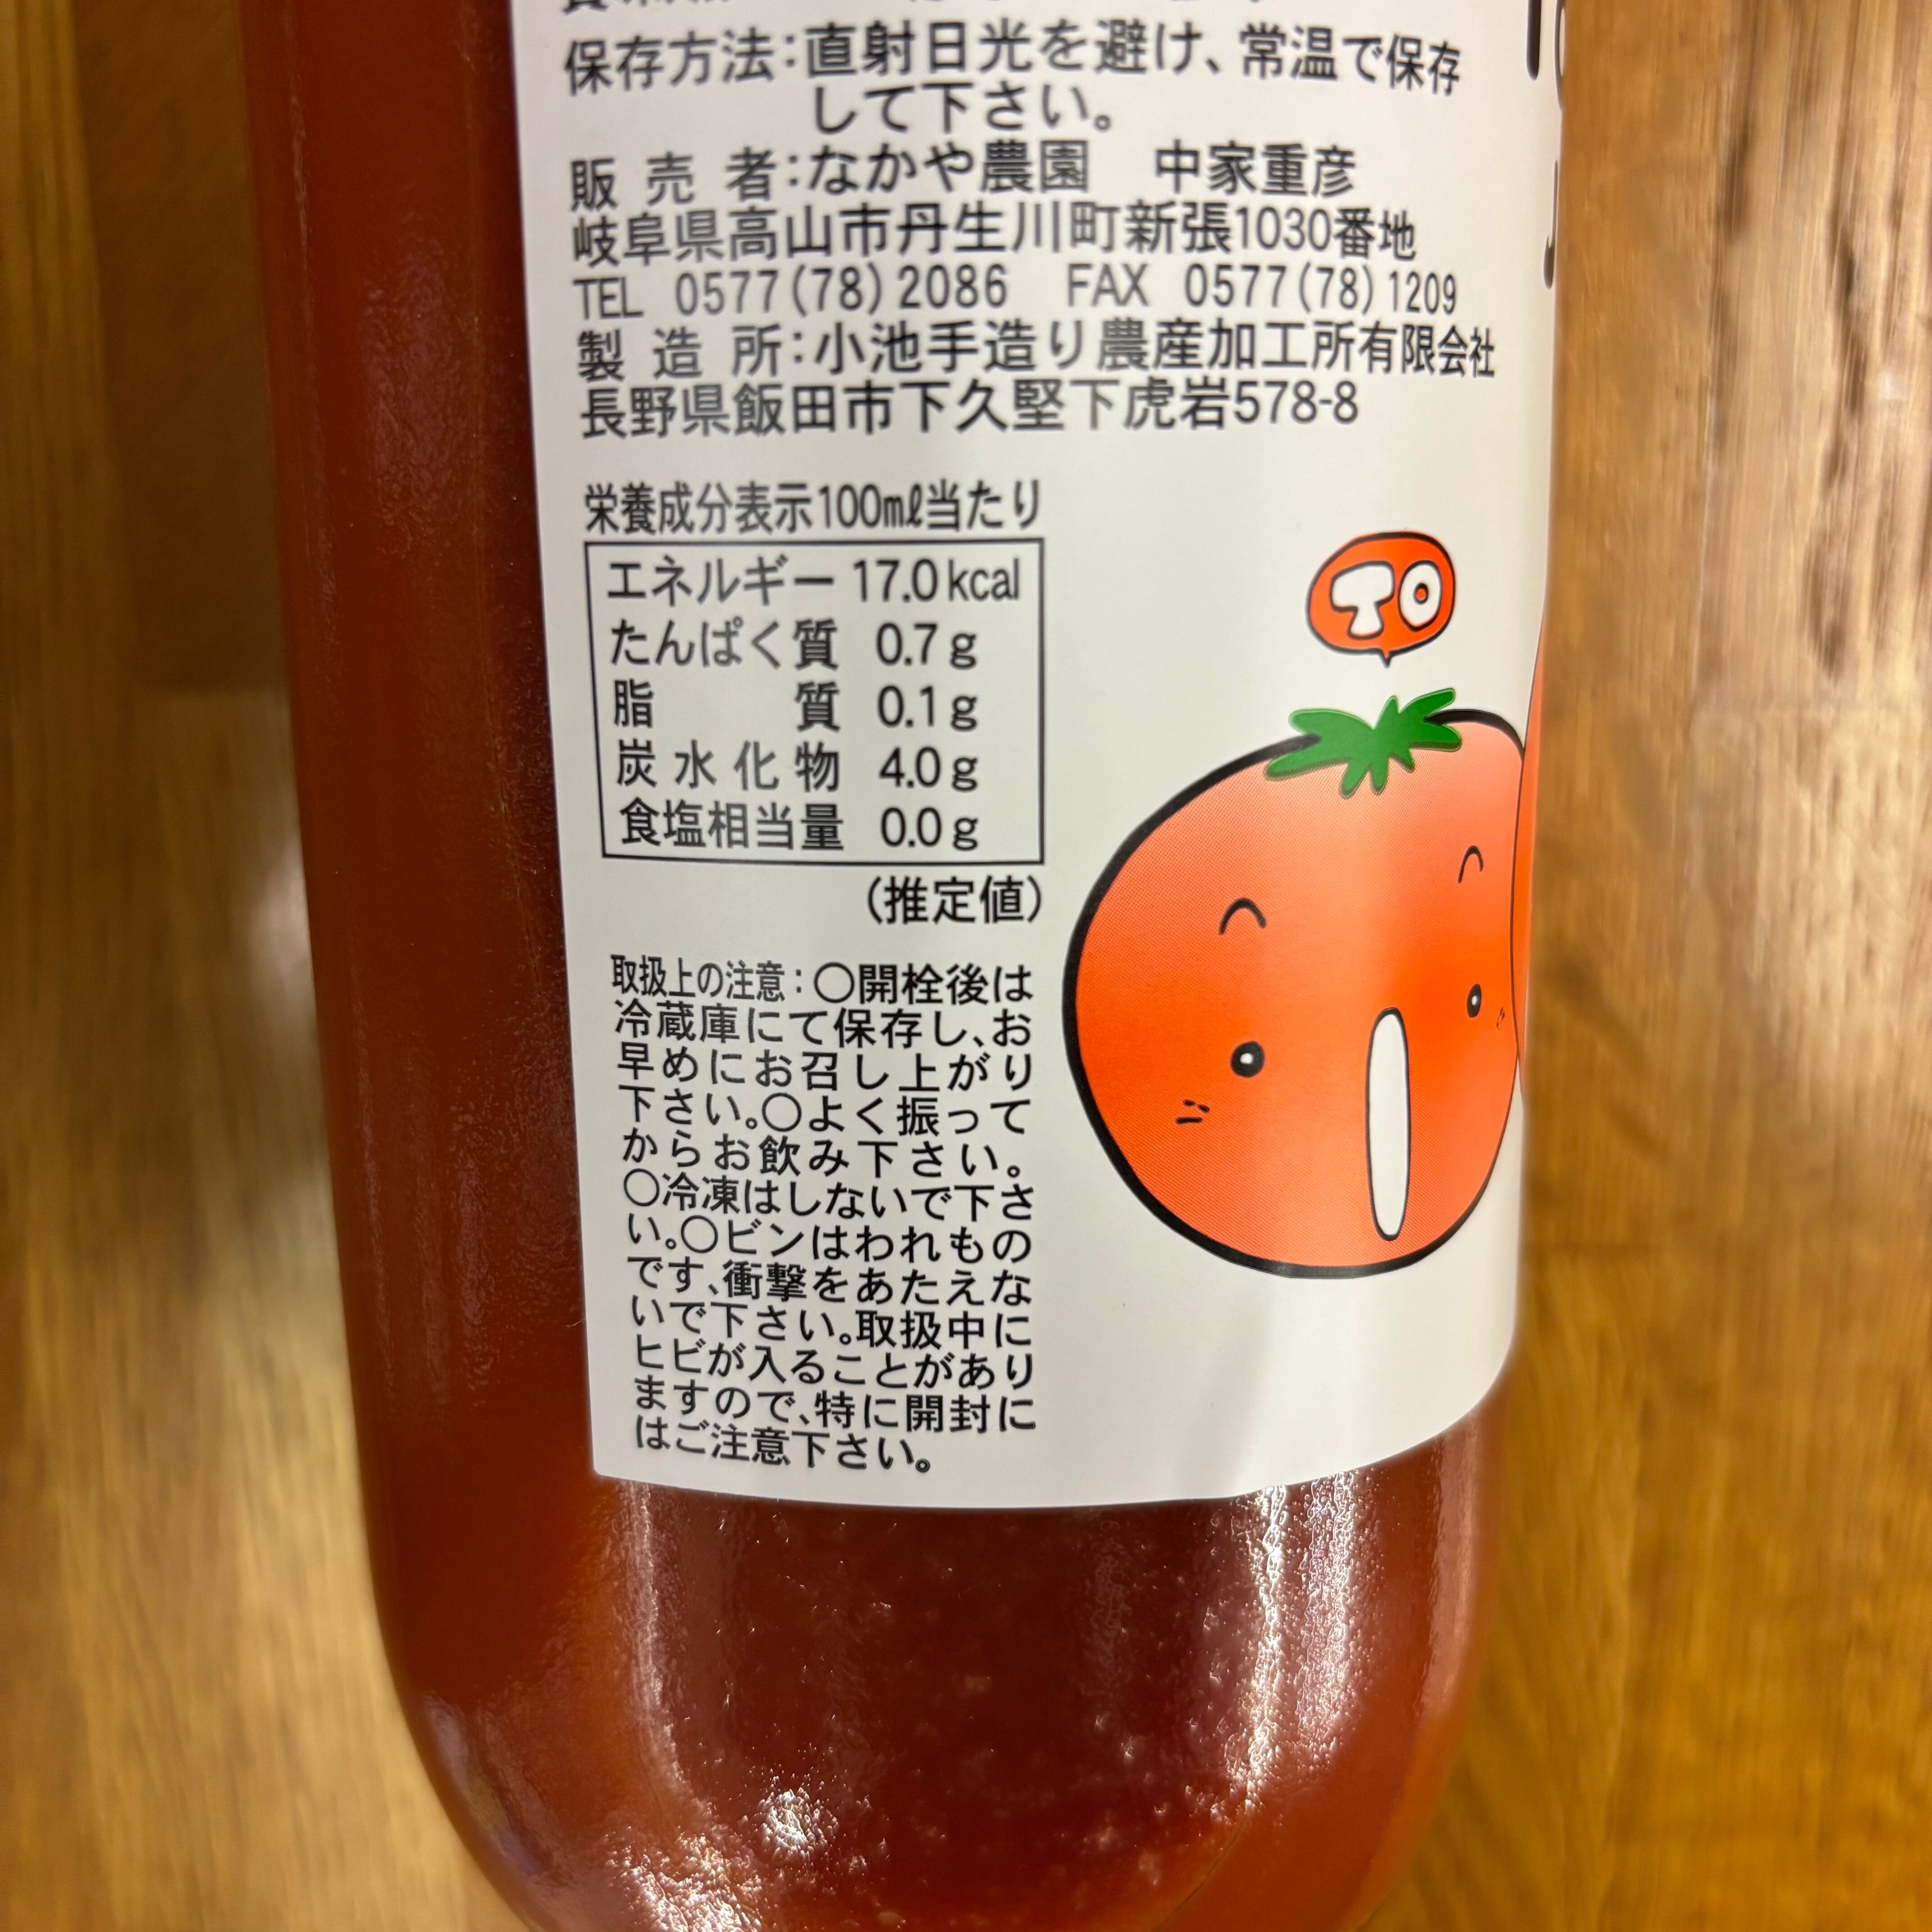 保存方法：直射日光を避け、常温で保存
して下さい。
販売者：なかや農園　中家重彦
岐阜県高山市丹生川町新張1030番地
TEL 0577(78)2086 FAX 0577(78)1209
製造所：小池手造り農産加工所有限会社
長野県飯田市下久堅下虎岩578-8
栄養成分表示100mℓ当たり
エネルギー 17.0kcal
たんぱく質 0.7g
脂質 0.1g
炭水化物 4.0g
食塩相当量 0.0g
(推定値)
TO
取扱上の注意：○開栓後は
冷蔵庫にて保存し、お
早めにお召し上がり
下さい。○よく振って
からお飲み下さい。
○冷凍はしないで下さ
い。○ビンはわれもの
です、衝撃をあたえな
いで下さい。取扱中に
ヒビが入ることがあり
ますので、特に開封に
はご注意下さい。